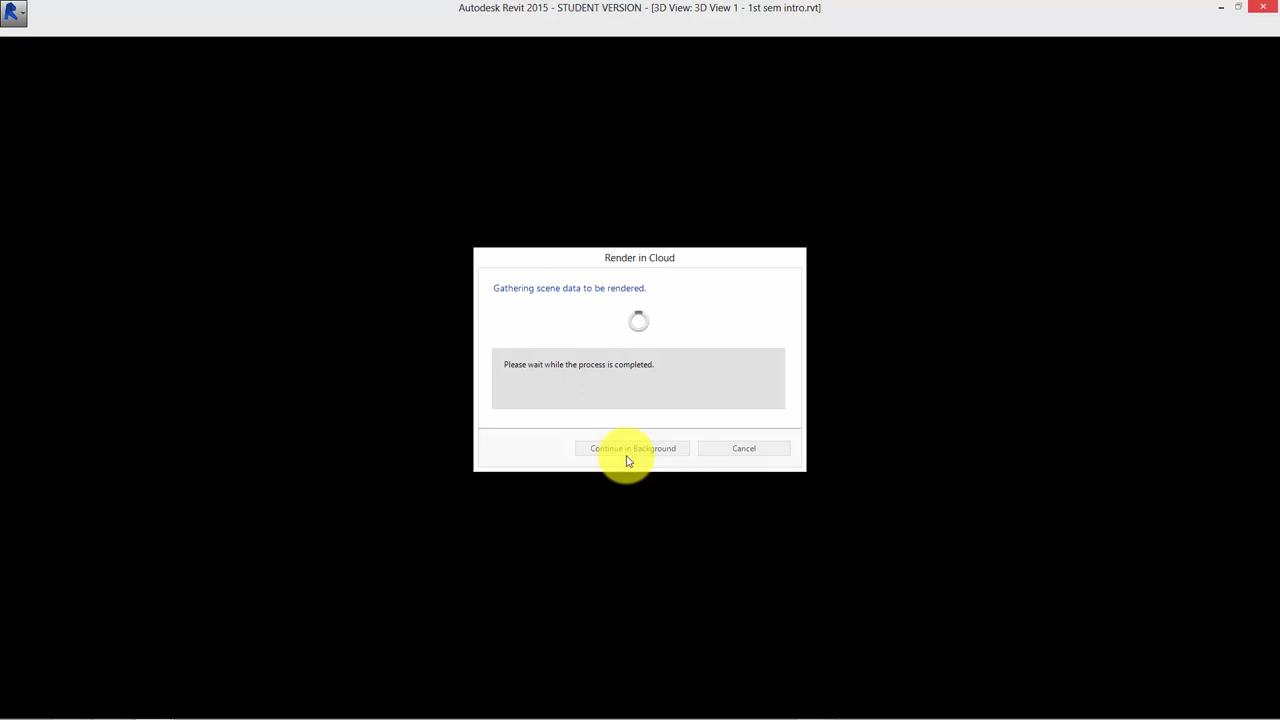 Autodesk Revit 2015 - STUDENT VERSION - [3D View: 3D View 1 - 1st sem intro.rvt]
Render in Cloud
Gathering scene data to be rendered.
Please wait while the process is completed.
Continue in Background
Cancel